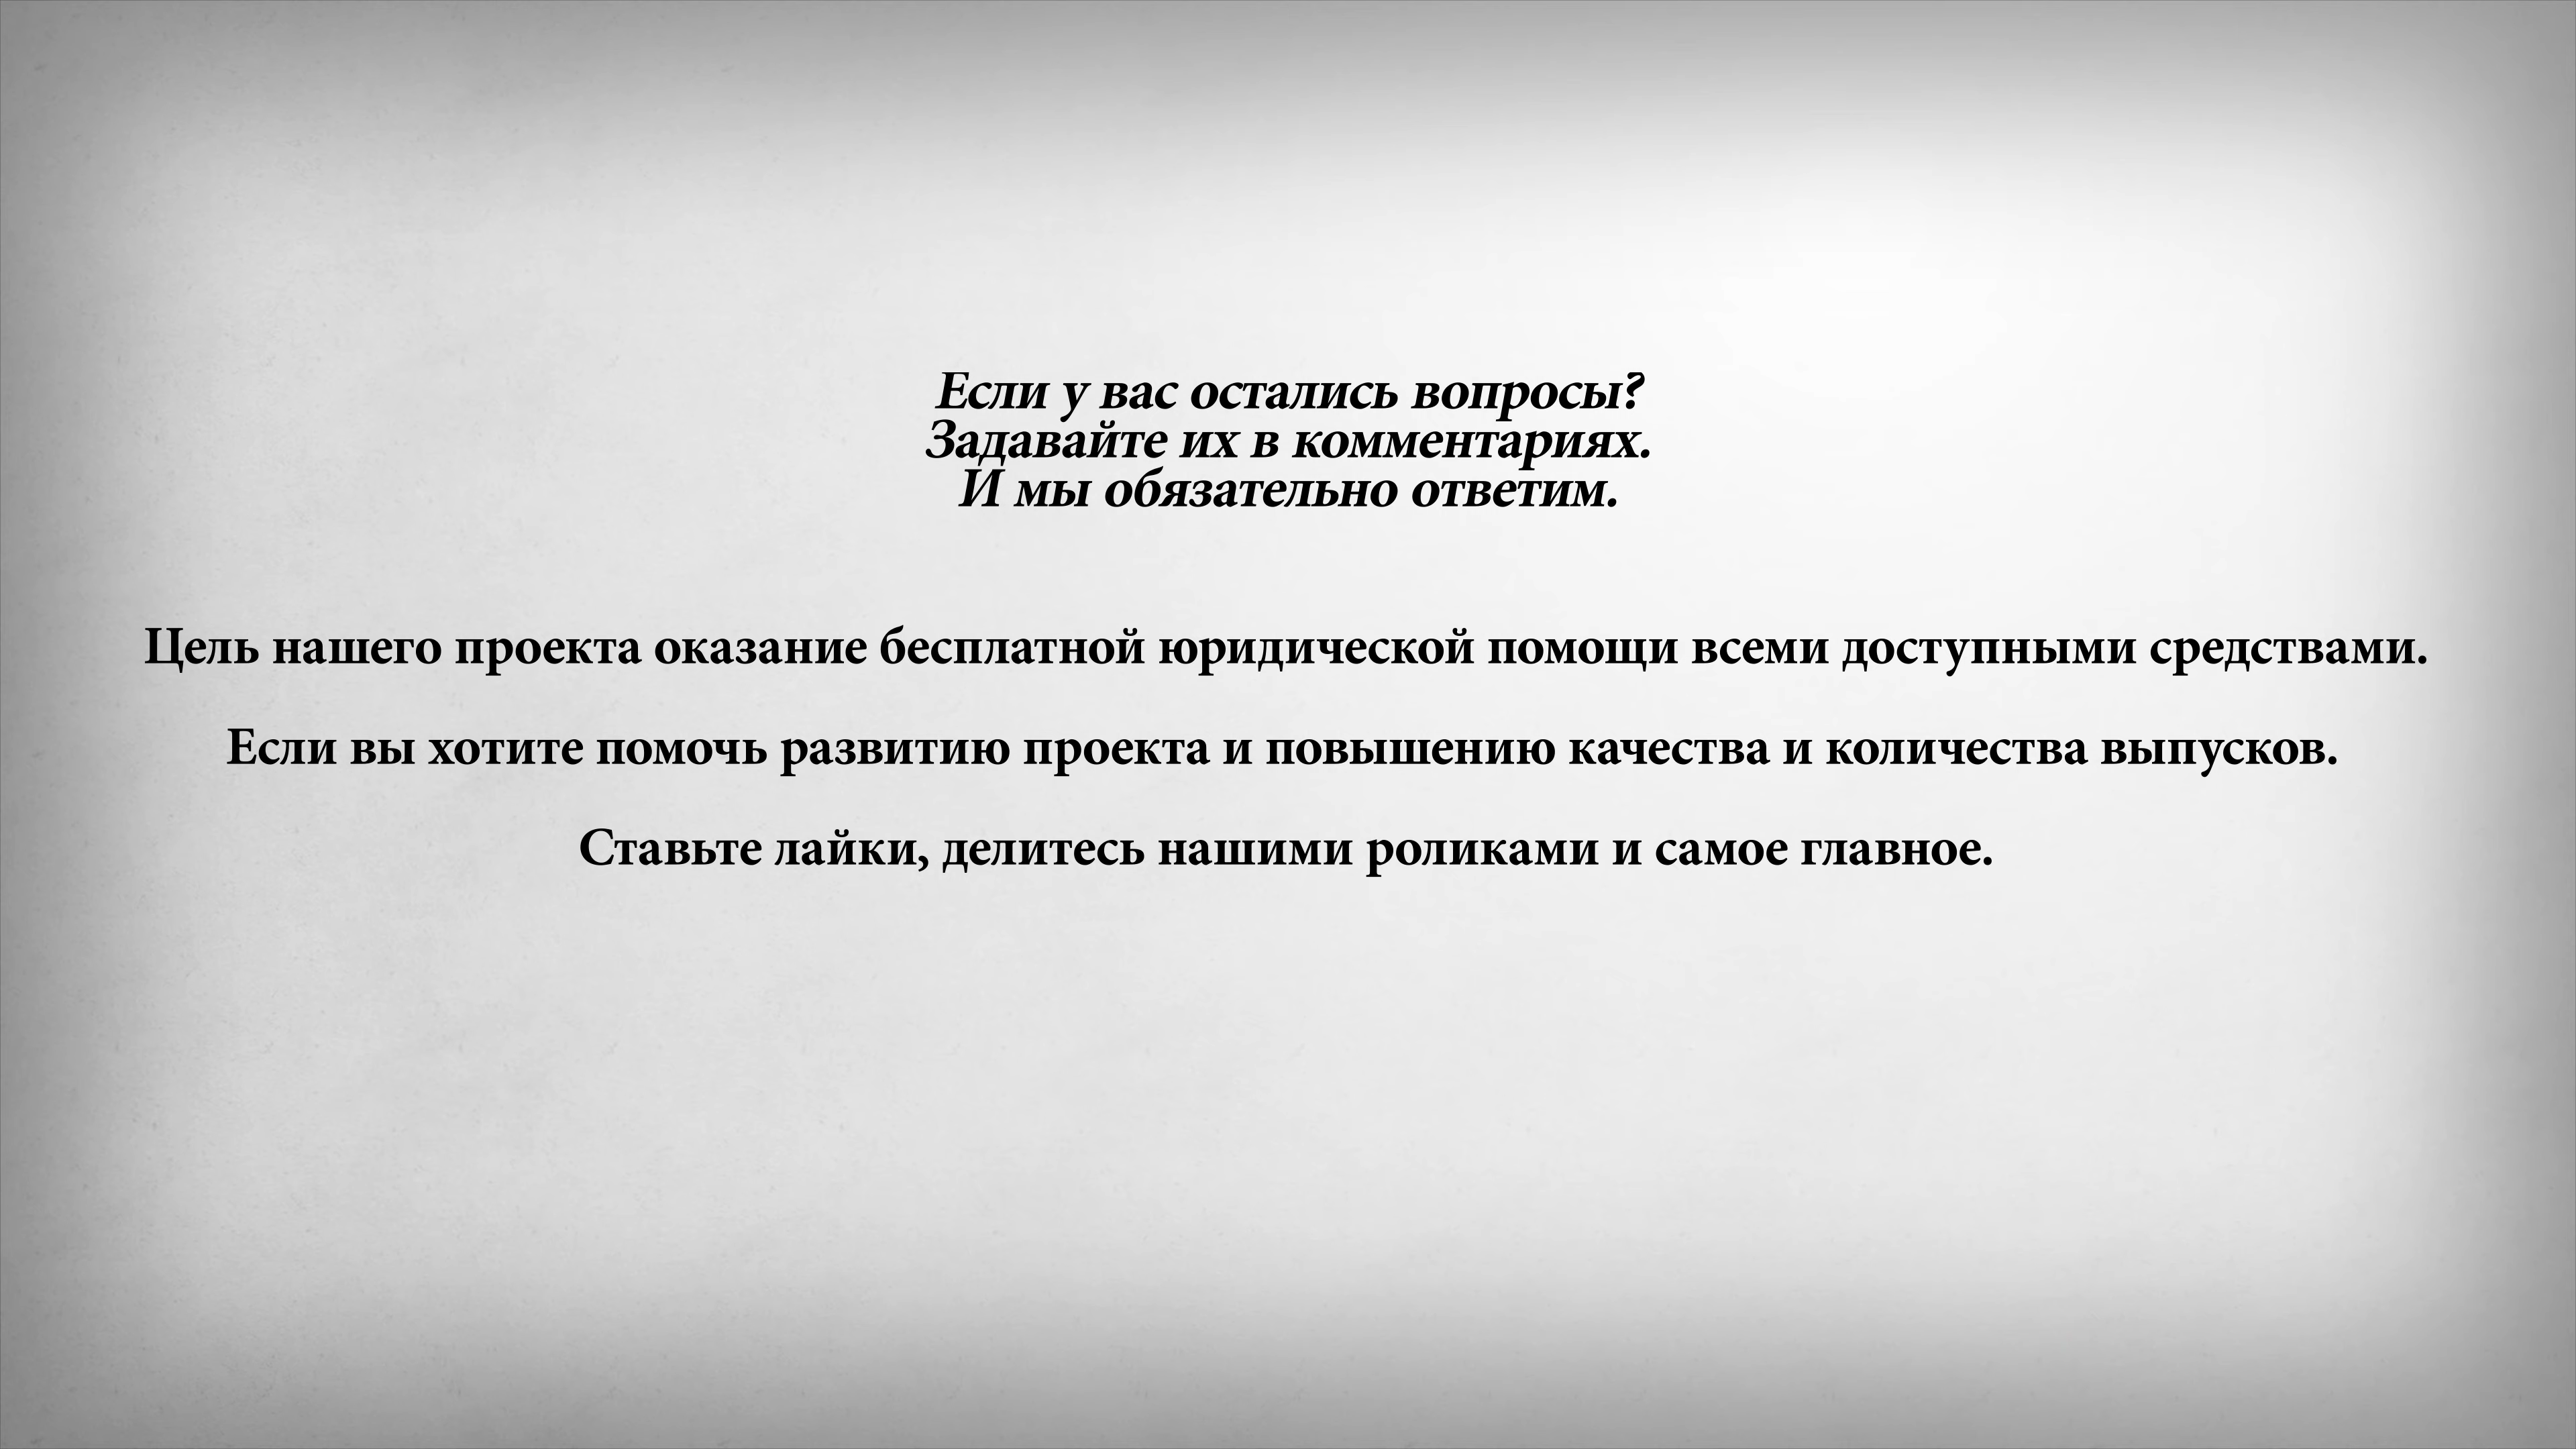 Если у вас остались вопросы?
Задавайте их в комментариях.
И мы обязательно ответим.
Цель нашего проекта оказание бесплатной юридической помощи всеми доступными средствами.
Если вы хотите помочь развитию проекта и повышению качества и количества выпусков.
Ставьте лайки, делитесь нашими роликами и самое главное.